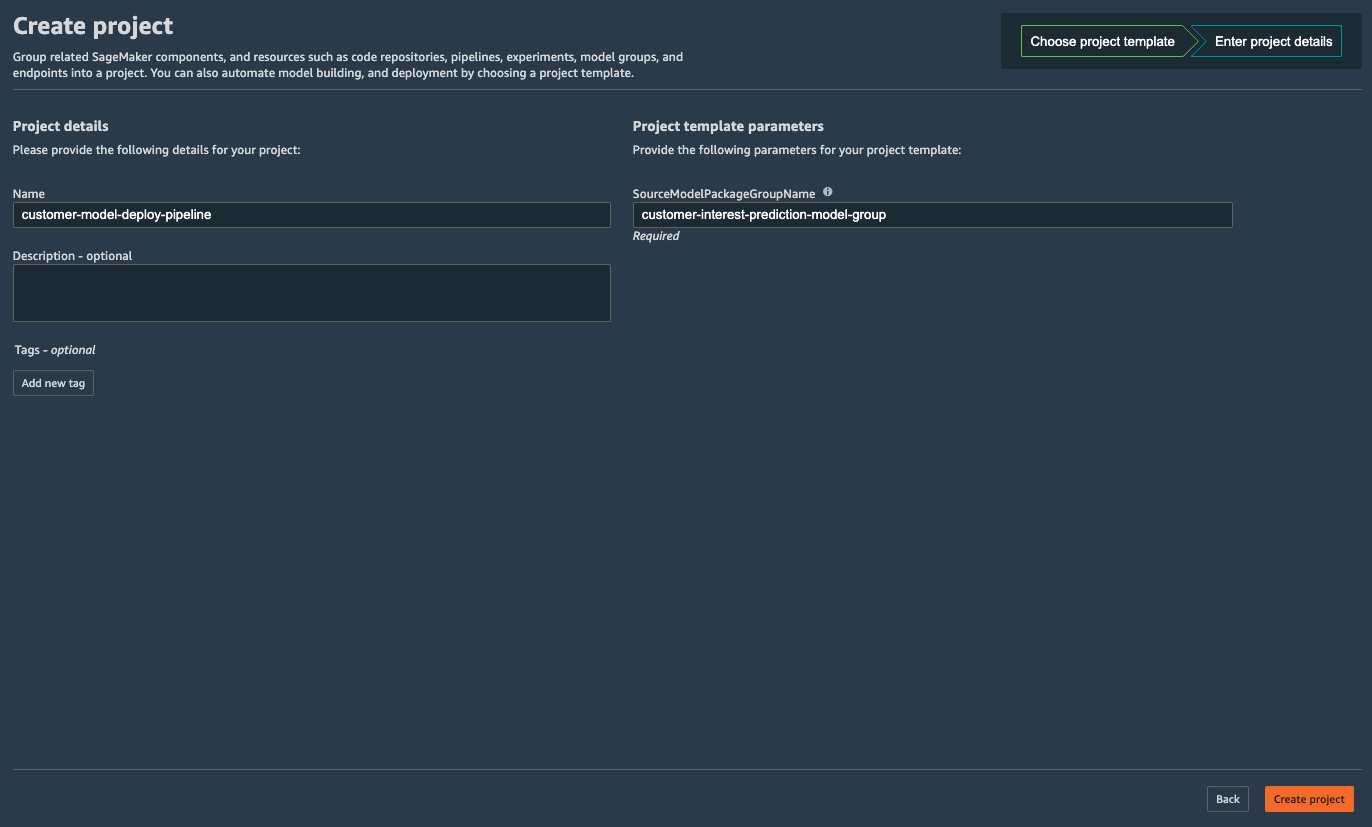 Create project
Group related SageMaker components, and resources such as code repositories, pipelines, experiments, model groups, and
endpoints into a project. You can also automate model building, and deployment by choosing a project template.
Choose project template
Enter project details
Project details
Please provide the following details for your project:
Name
customer-model-deploy-pipeline
Description - optional
Tags - optional
Add new tag
Project template parameters
Provide the following parameters for your project template:
SourceModelPackageGroupName
customer-interest-prediction-model-group
Required
Back
Create project